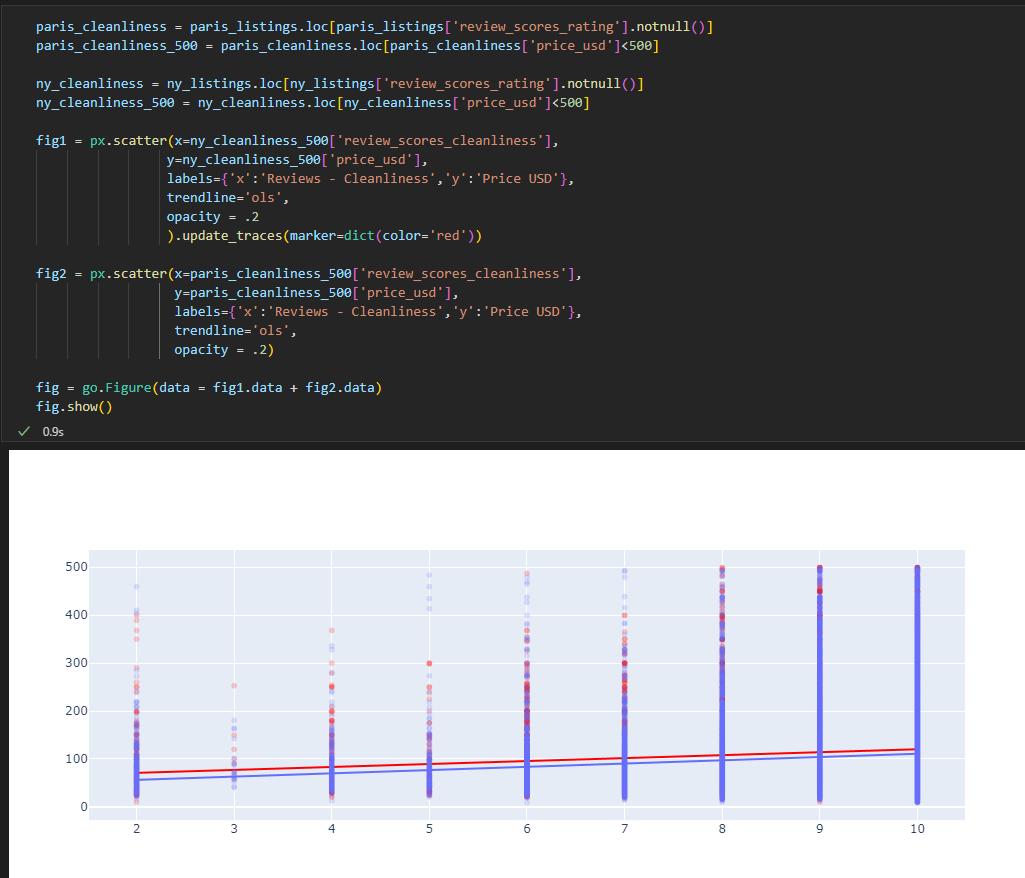 paris_cleanliness = paris_listings.loc[paris_listings['review_scores_rating'].notnull()]
paris_cleanliness_500 = paris_cleanliness.loc[paris_cleanliness['price_usd']<500]
ny_cleanliness = ny_listings.loc[ny_listings['review_scores_rating'].notnull()]
ny_cleanliness_500 = ny_cleanliness.loc[ny_cleanliness['price_usd']<500]
fig1 = px.scatter(x=ny_cleanliness_500['review_scores_cleanliness'],
y=ny_cleanliness_500['price_usd'],
labels={'x':'Reviews - Cleanliness','y':'Price USD'},
trendline='ols',
opacity = .2
).update_traces(marker=dict(color='red'))
fig2 = px.scatter(x=paris_cleanliness_500['review_scores_cleanliness'],
y=paris_cleanliness_500['price_usd'],
labels={'x':'Reviews - Cleanliness','y':'Price USD'},
trendline='ols',
opacity = .2)
fig = go.Figure(data = fig1.data + fig2.data)
fig.show()
0.9s
500
400
300
200
100
0
2 3 4 5 6 7 8 9 10